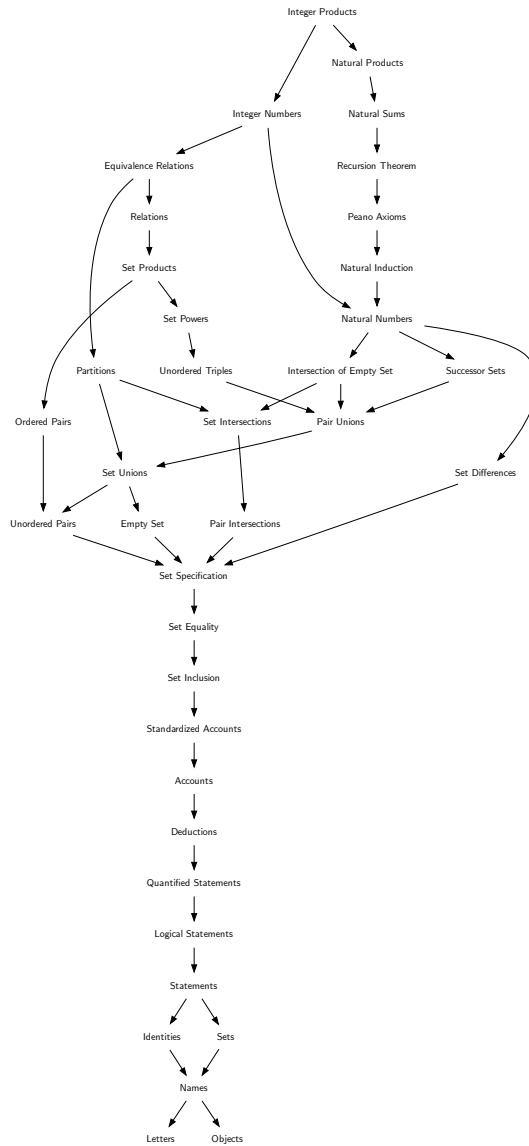 Integer Products
Natural Products
Integer Numbers
Natural Sums
Equivalence Relations
Recursion Theorem
Relations
Peano Axioms
Set Products
Natural Induction
Set Powers
Natural Numbers
Partitions
Unordered Triples
Intersection of Empty Set
Successor Sets
Ordered Pairs
Set Intersections
Pair Unions
Set Unions
Set Differences
Unordered Pairs
Empty Set
Pair Intersections
Set Specification
Set Equality
Set Inclusion
Standardized Accounts
Accounts
Deductions
Quantified Statements
Logical Statements
Statements
Identities
Sets
Names
Letters
Objects